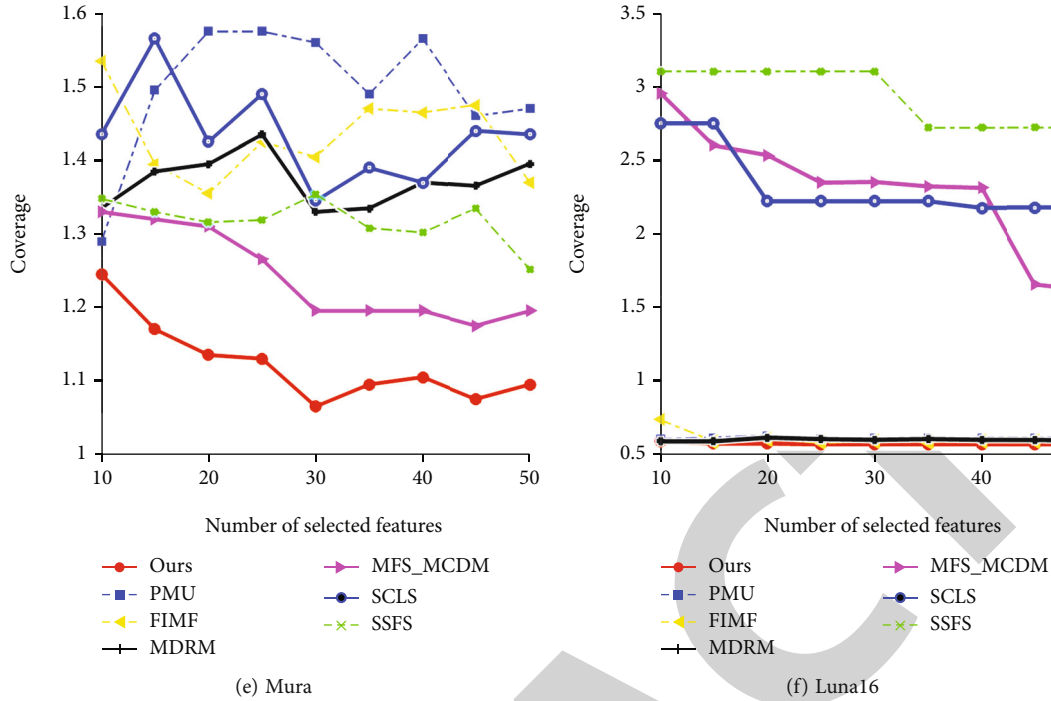 1.6
1.5
1.4
1.3
1.2
1.1
1
Coverage
10
20
30
40
50
Number of selected features
Ours
PMU
FIMF
MDRM
MFS_MCDM
SCLS
SSFS
(e) Mura
3.5
3
2.5
2
1.5
1
0.5
Coverage
10
20
30
40
Number of selected features
Ours
PMU
FIMF
MDRM
MFS_MCDM
SCLS
SSFS
(f) Luna16